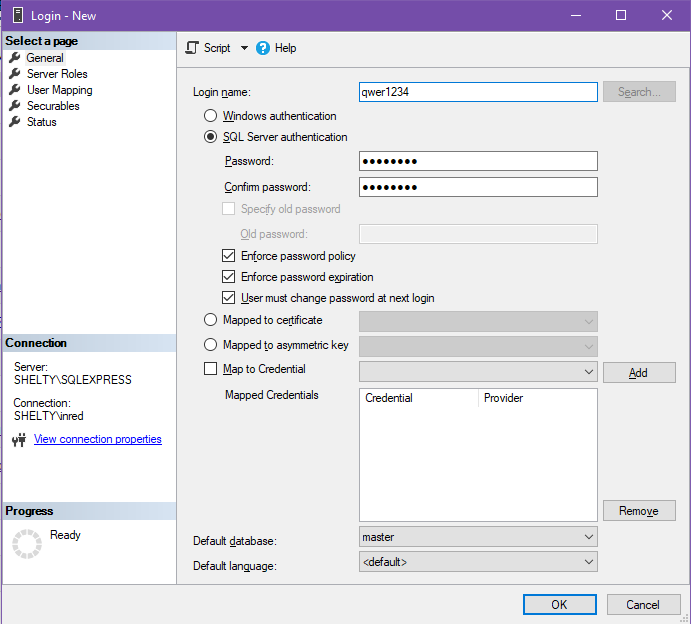 Login - New
Select a page
General
Server Roles
User Mapping
Securables
Status
Script
Help
Login name:
qwer1234
Search...
Windows authentication
SQL Server authentication
Password:
●●●●●●●●
Confirm password:
●●●●●●●●
Specify old password
Old password:
Enforce password policy
Enforce password expiration
User must change password at next login
Mapped to certificate
Mapped to asymmetric key
Map to Credential
Add
Mapped Credentials
Credential
Provider
Remove
Default database:
master
Default language:
<default>
Connection
Server:
SHELTY\SQLEXPRESS
Connection:
SHELTY\inred
View connection properties
Progress
Ready
OK
Cancel